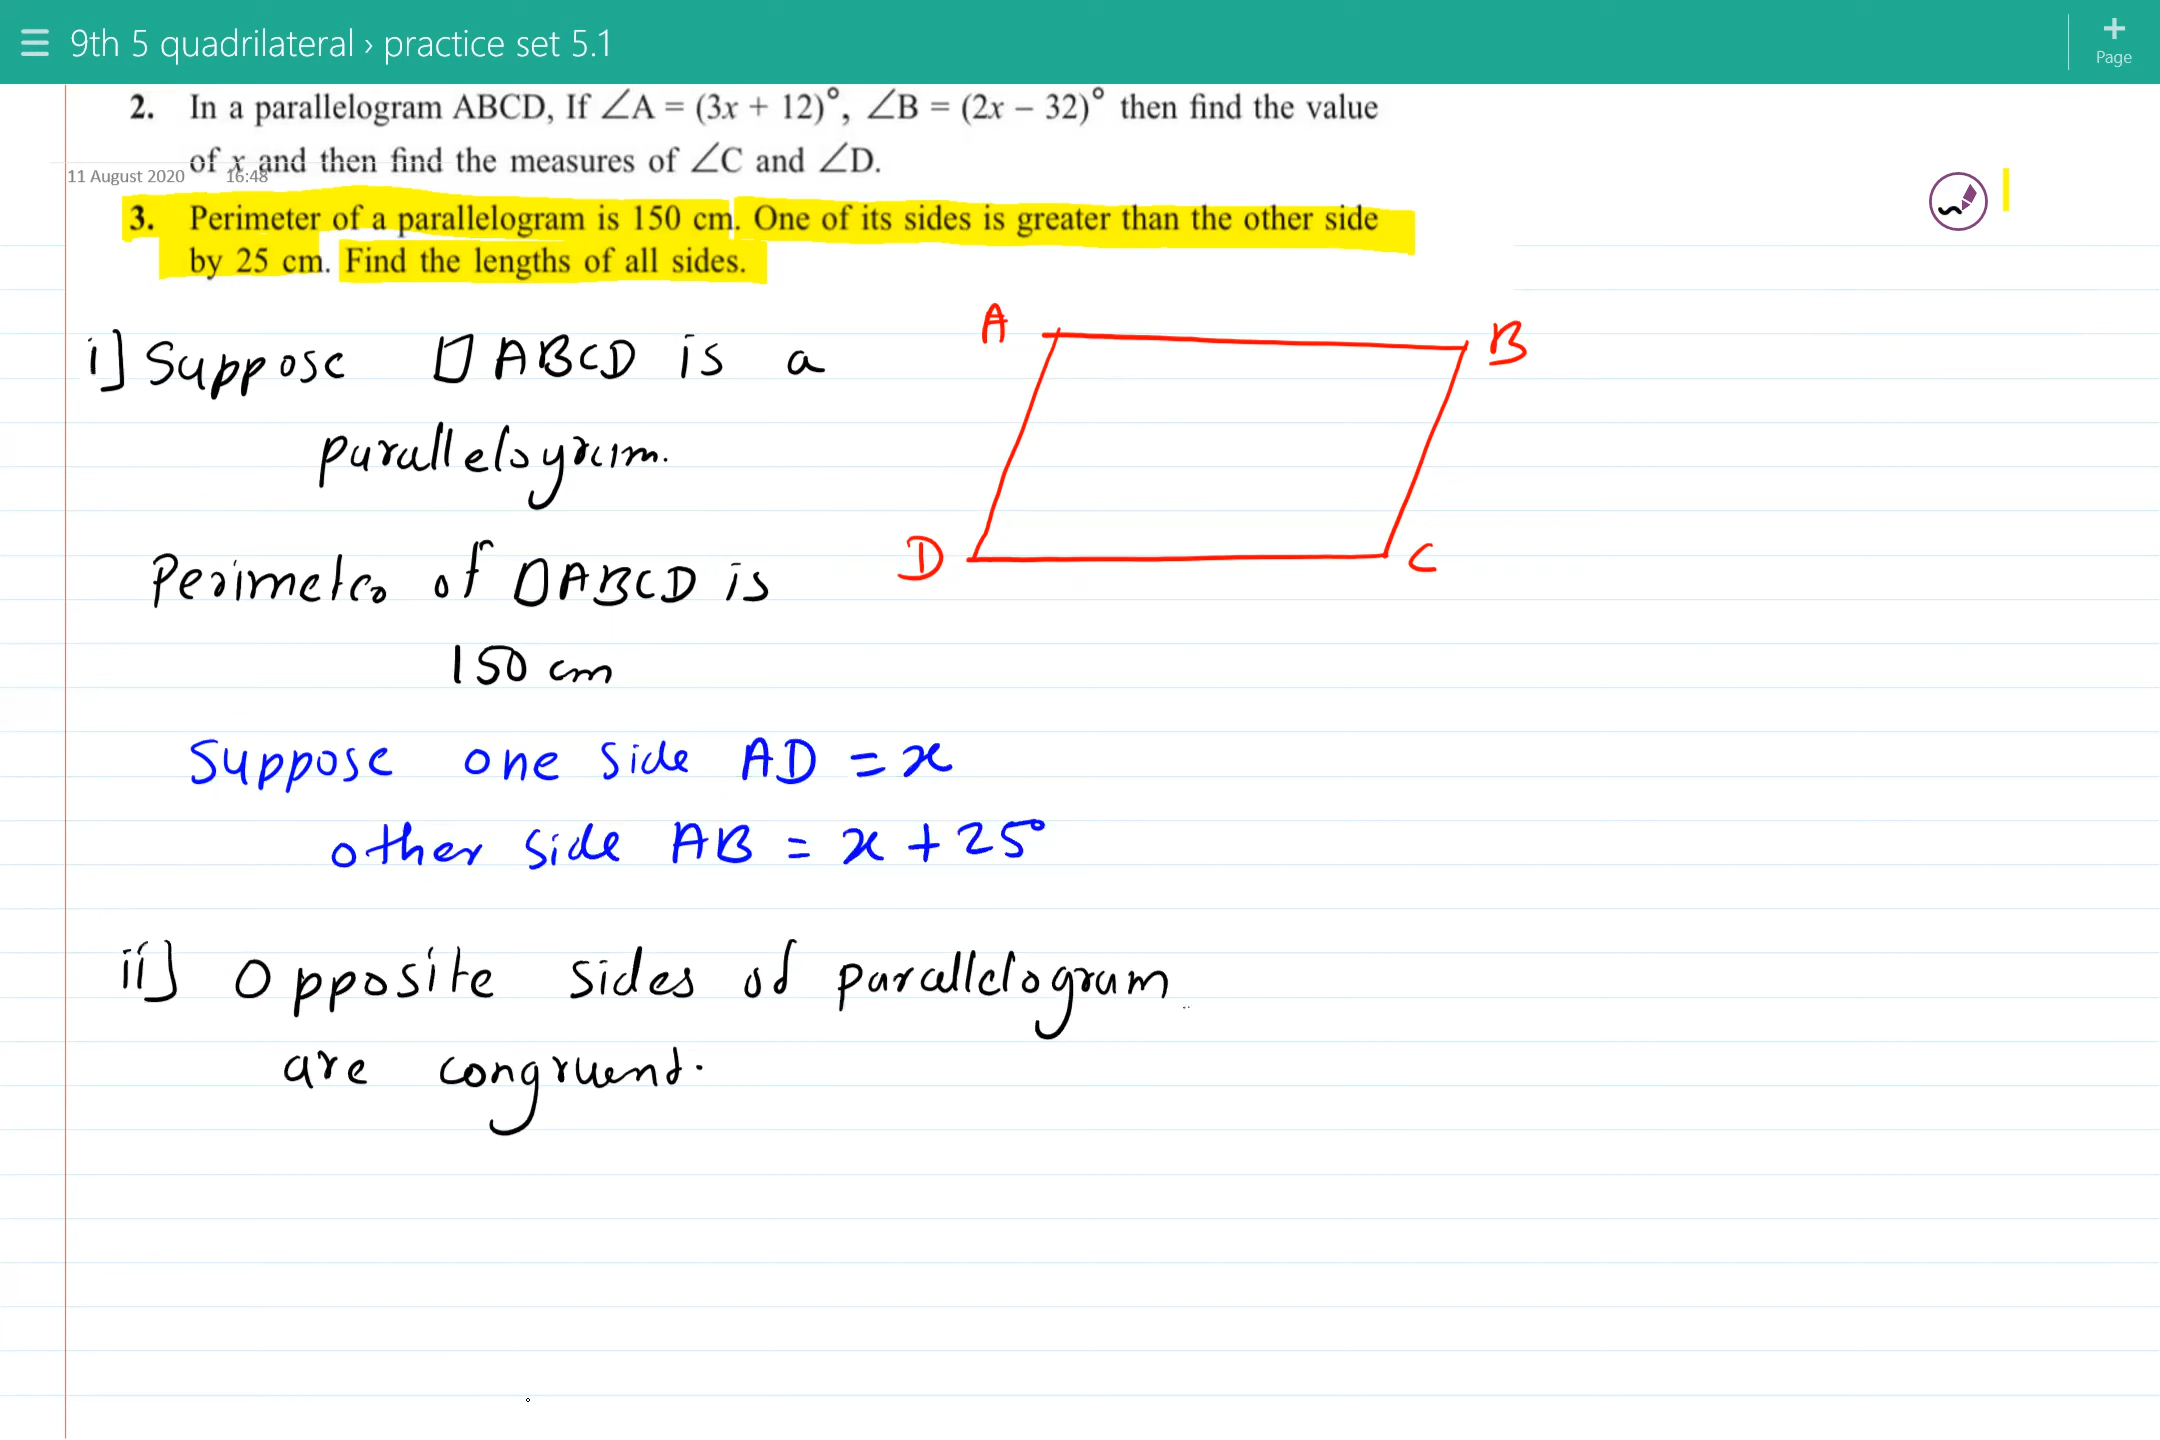 9th 5 quadrilateral › practice set 5.1
+
Page
2. In a parallelogram ABCD, If ∠A = (3x + 12)°, ∠B = (2x – 32)° then find the value
of x and then find the measures of ∠C and ∠D.
11 August 2020 16:48
3. Perimeter of a parallelogram is 150 cm. One of its sides is greater than the other side
by 25 cm. Find the lengths of all sides.
A
B
i] Suppose ▱ ABCD is a
parallelogram.
D
C
Perimeter of ▱ABCD is
150 cm
Suppose one side AD = x
other side AB = x + 25°
ii] Opposite sides of parallelogram
are congruent.